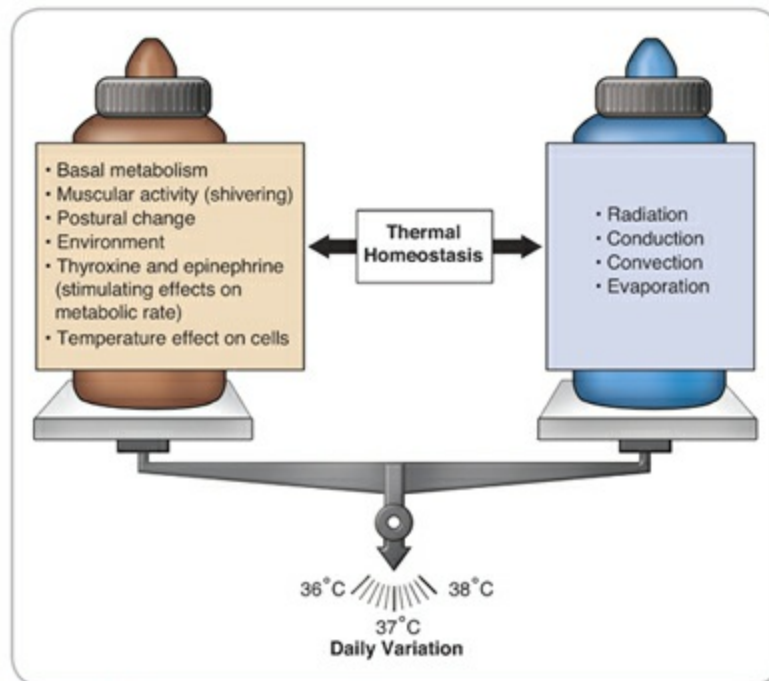 • Basal metabolism
• Muscular activity (shivering)
• Postural change
• Environment
• Thyroxine and epinephrine
(stimulating effects on
metabolic rate)
• Temperature effect on cells
Thermal
Homeostasis
• Radiation
• Conduction
• Convection
• Evaporation
36°C
38°C
37°C
Daily Variation